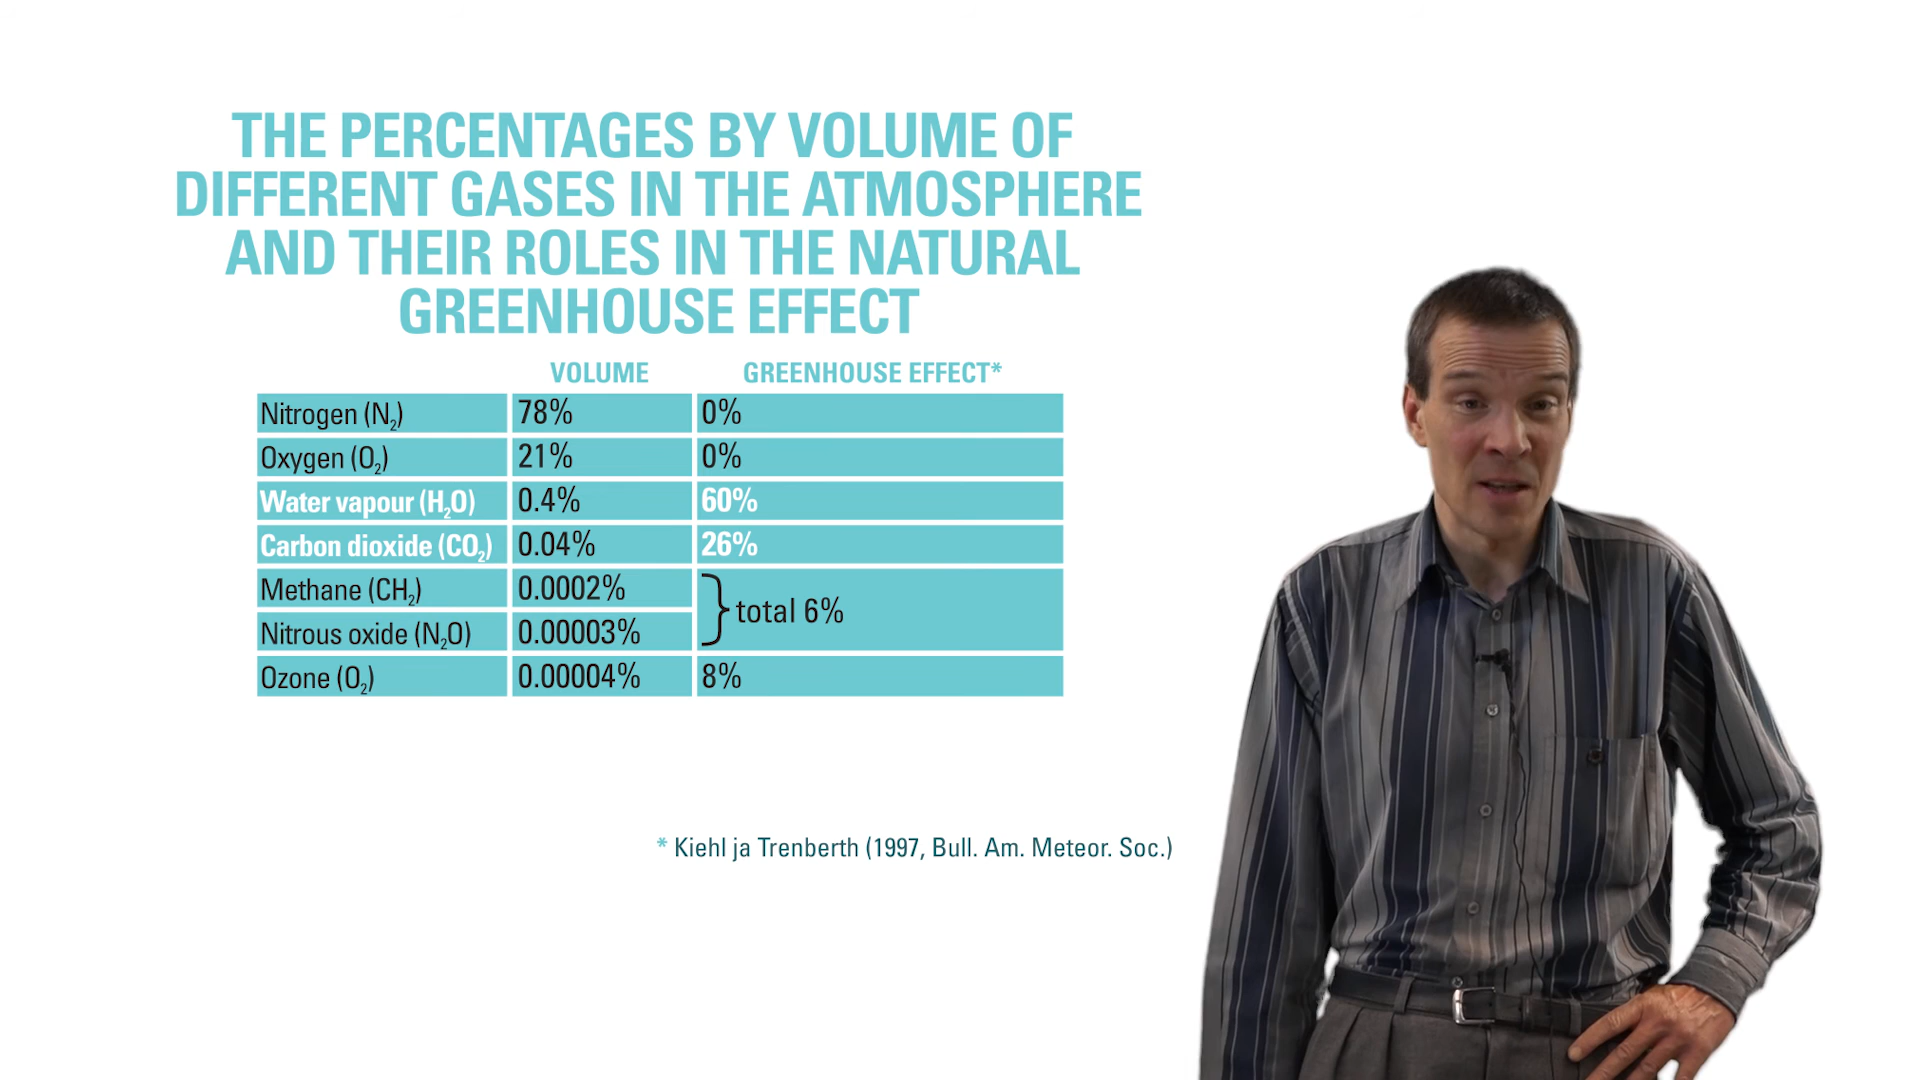 THE PERCENTAGES BY VOLUME OF
DIFFERENT GASES IN THE ATMOSPHERE
AND THEIR ROLES IN THE NATURAL
GREENHOUSE EFFECT
VOLUME GREENHOUSE EFFECT*
Nitrogen (N₂) 78% 0%
Oxygen (O₂) 21% 0%
Water vapour (H₂O) 0.4% 60%
Carbon dioxide (CO₂) 0.04% 26%
Methane (CH₂) 0.0002%
} total 6%
Nitrous oxide (N₂O) 0.00003%
Ozone (O₂) 0.00004% 8%
* Kiehl ja Trenberth (1997, Bull. Am. Meteor. Soc.)